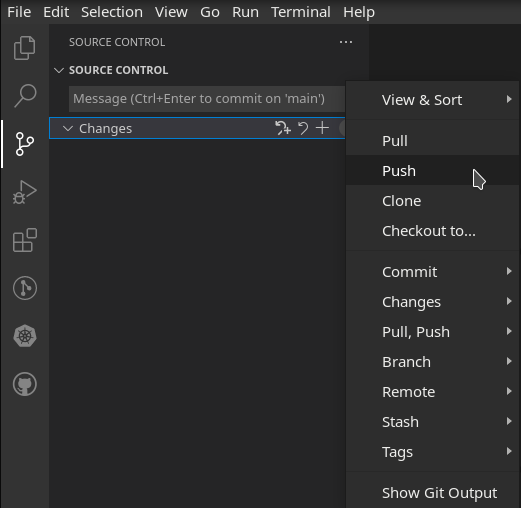 File Edit Selection View Go Run Terminal Help
SOURCE CONTROL
SOURCE CONTROL
Message (Ctrl+Enter to commit on 'main')
Changes
View & Sort
Pull
Push
Clone
Checkout to...
Commit
Changes
Pull, Push
Branch
Remote
Stash
Tags
Show Git Output